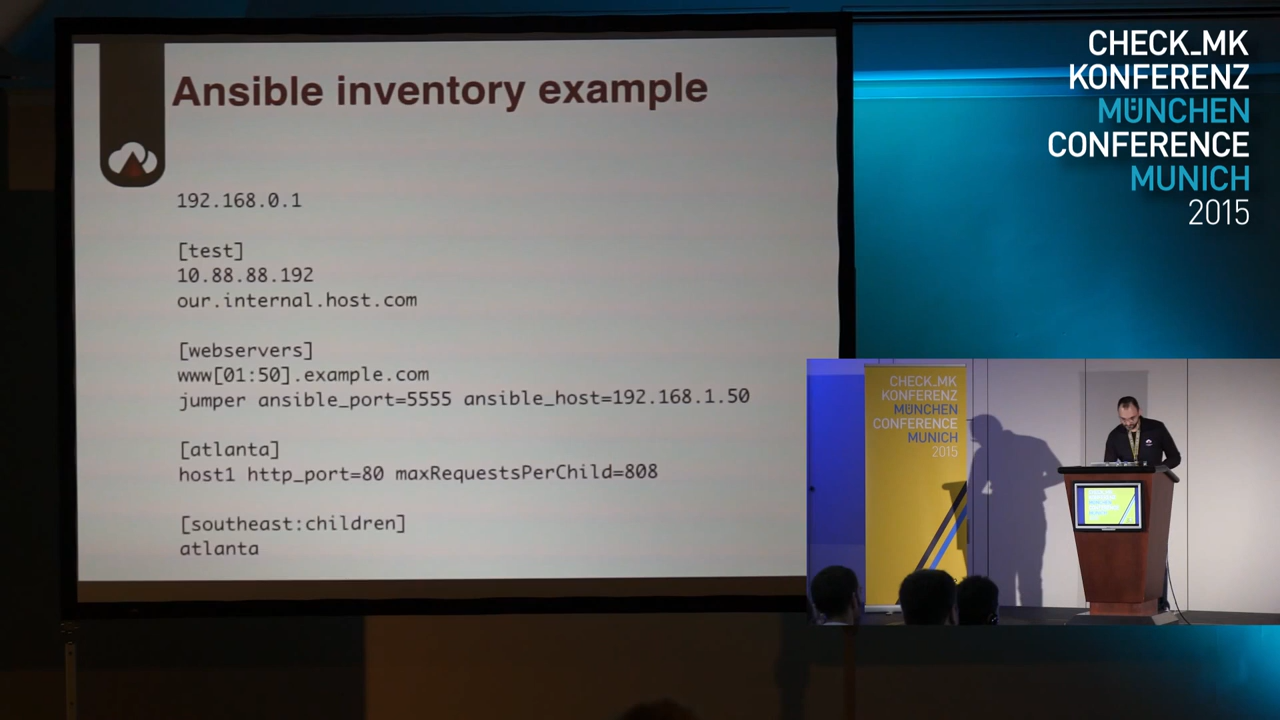 Ansible inventory example
192.168.0.1
[test]
10.88.88.192
our.internal.host.com
[webservers]
www[01:50].example.com
jumper ansible_port=5555 ansible_host=192.168.1.50
[atlanta]
host1 http_port=80 maxRequestsPerChild=808
[southeast:children]
atlanta
CHECK_MK
KONFERENZ
MÜNCHEN
CONFERENCE
MUNICH
2015
CHECK_MK
KONFERENZ
MÜNCHEN
CONFERENCE
MUNICH
2015